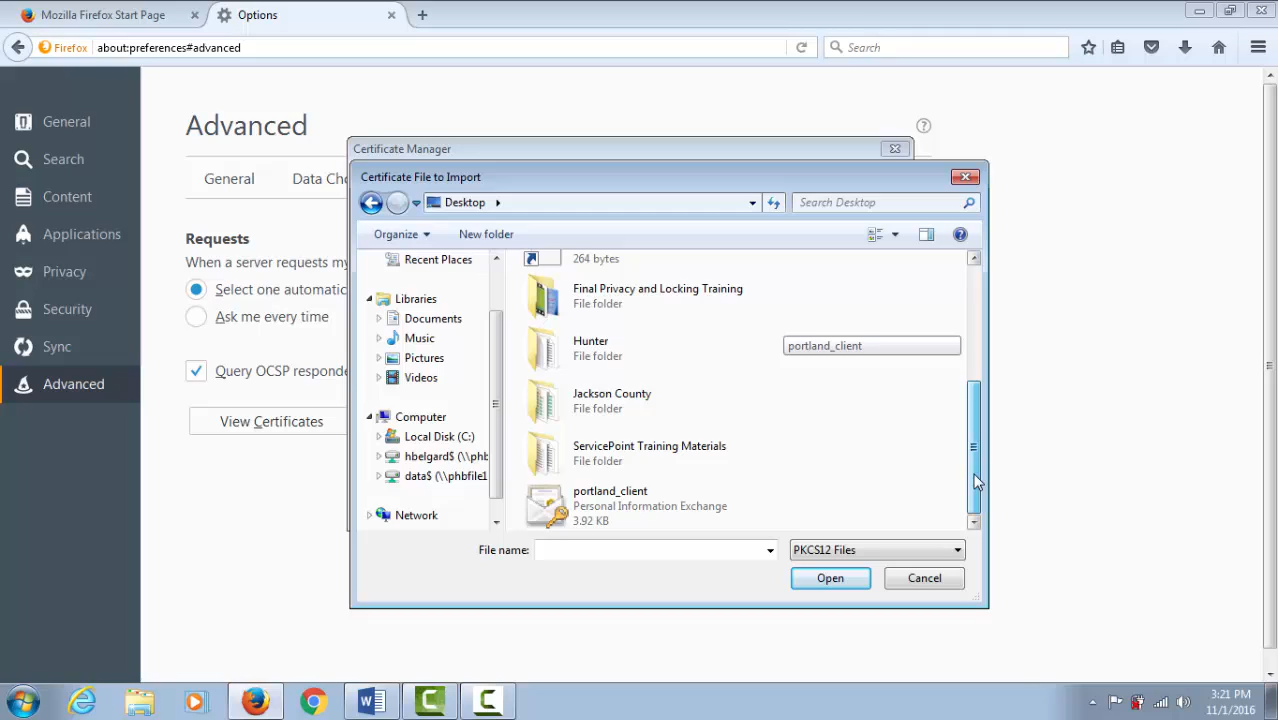 Mozilla Firefox Start Page
Options
Firefox
about:preferences#advanced
Search
General
Search
Content
Applications
Privacy
Security
Sync
Advanced
Advanced
General
Data Ch
Requests
When a server requests my
Select one automatic
Ask me every time
Query OCSP responde
View Certificates
Certificate Manager
Certificate File to Import
Desktop
Search Desktop
Organize
New folder
Recent Places
Libraries
Documents
Music
Pictures
Videos
Computer
Local Disk (C:)
hbelgard$ (\\phb
data$ (\\phbfile1
Network
264 bytes
Final Privacy and Locking Training
File folder
Hunter
File folder
portland_client
Jackson County
File folder
ServicePoint Training Materials
File folder
portland_client
Personal Information Exchange
3.92 KB
File name:
PKCS12 Files
Open
Cancel
3:21 PM
11/1/2016